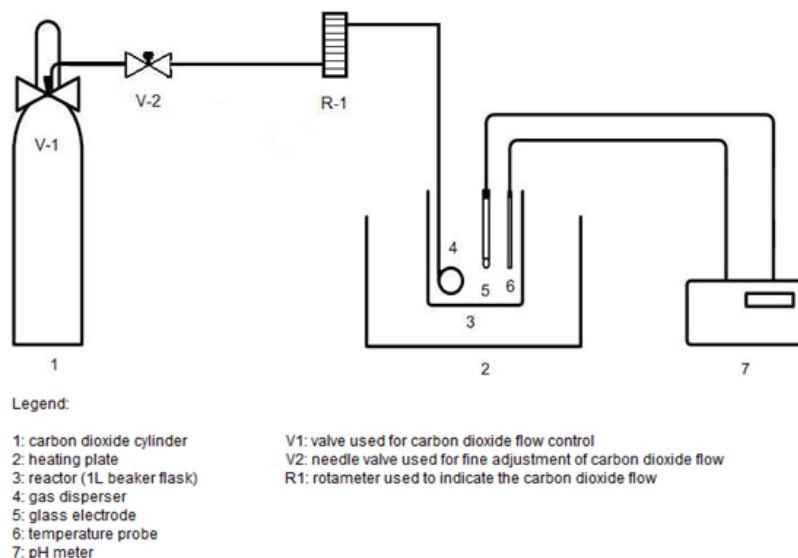 V-1
V-2
R-1
4
5
6
3
1
2
7
Legend:
1: carbon dioxide cylinder
2: heating plate
3: reactor (1L beaker flask)
4: gas disperser
5: glass electrode
6: temperature probe
7: pH meter
V1: valve used for carbon dioxide flow control
V2: needle valve used for fine adjustment of carbon dioxide flow
R1: rotameter used to indicate the carbon dioxide flow